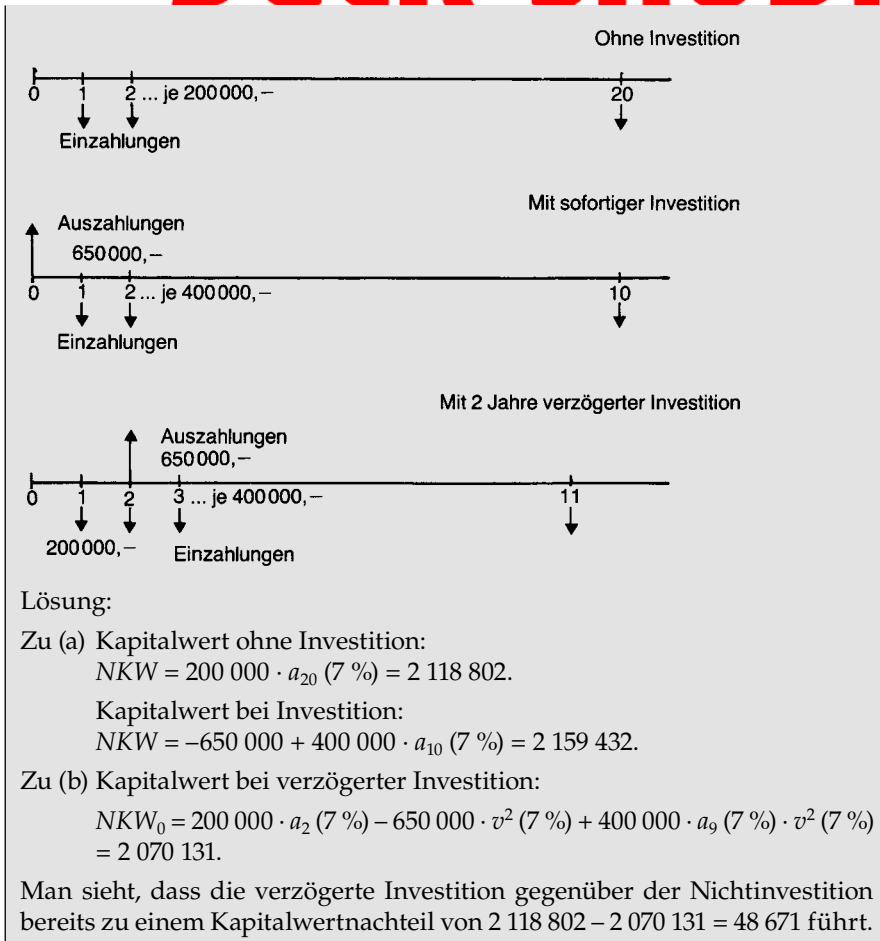 Ohne Investition
0 1 2 ... je 200 000,– 20
Einzahlungen
Mit sofortiger Investition
Auszahlungen
650 000,–
0 1 2 ... je 400 000,– 10
Einzahlungen
Mit 2 Jahre verzögerter Investition
Auszahlungen
650 000,–
0 1 2 3 ... je 400 000,– 11
200 000,– Einzahlungen
Lösung:
Zu (a) Kapitalwert ohne Investition:
NKW = 200 000 · a₂₀ (7 %) = 2 118 802.
Kapitalwert bei Investition:
NKW = –650 000 + 400 000 · a₁₀ (7 %) = 2 159 432.
Zu (b) Kapitalwert bei verzögerter Investition:
NKW₀ = 200 000 · a₂ (7 %) – 650 000 · v² (7 %) + 400 000 · a₉ (7 %) · v² (7 %)
= 2 070 131.
Man sieht, dass die verzögerte Investition gegenüber der Nichtinvestition
bereits zu einem Kapitalwertnachteil von 2 118 802 – 2 070 131 = 48 671 führt.